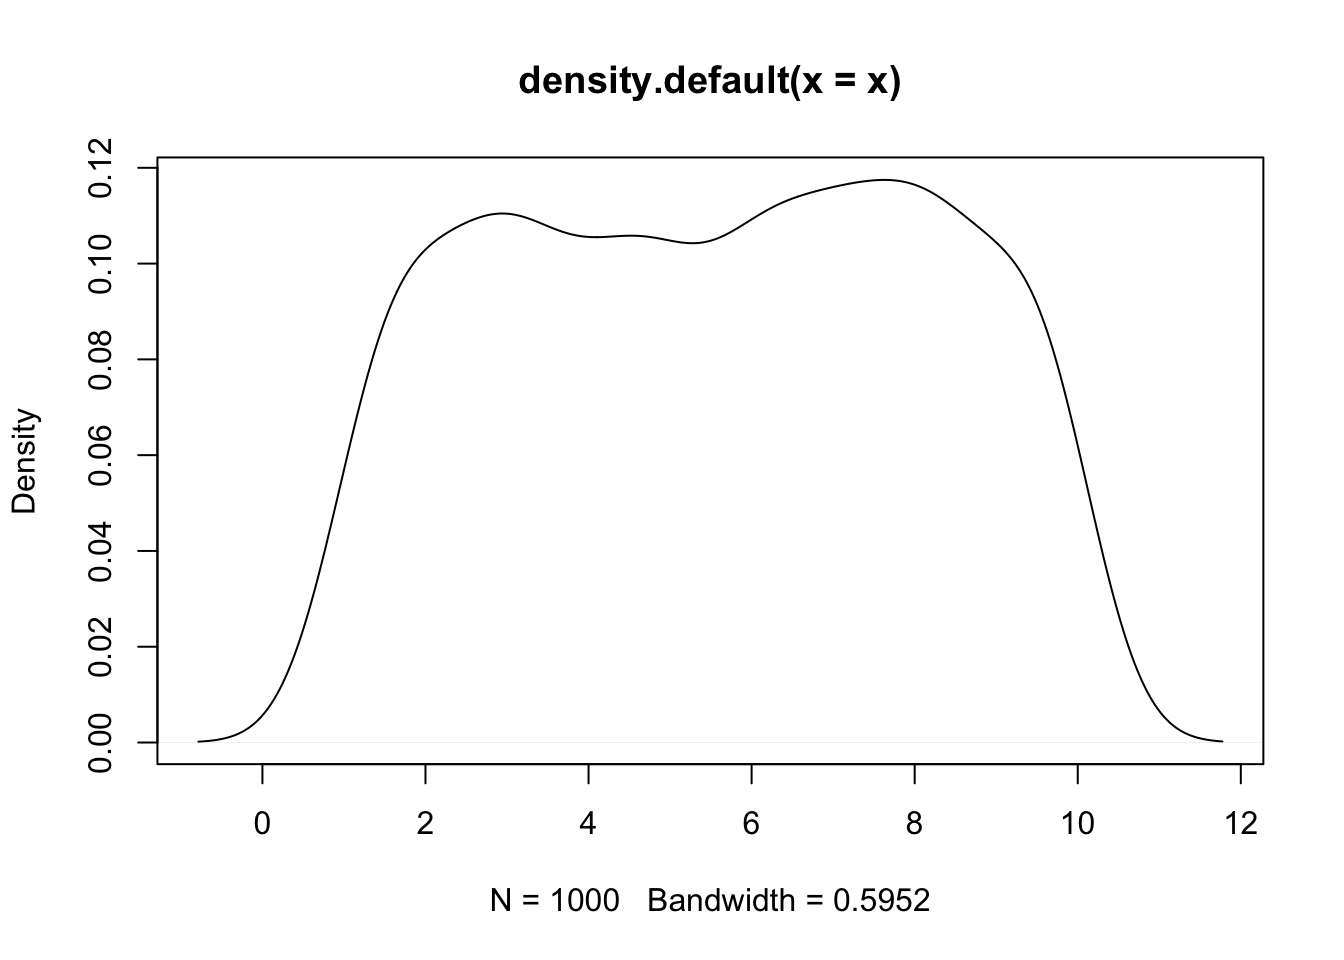 density.default(x = x)
0.12
0.10
0.08
0.06
0.04
0.02
0.00
Density
0 2 4 6 8 10 12
N = 1000   Bandwidth = 0.5952